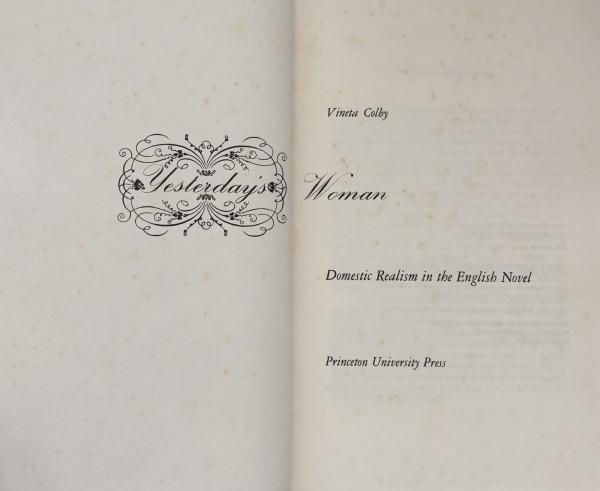 Vineta Colby
Yesterday's Woman
Domestic Realism in the English Novel
Princeton University Press